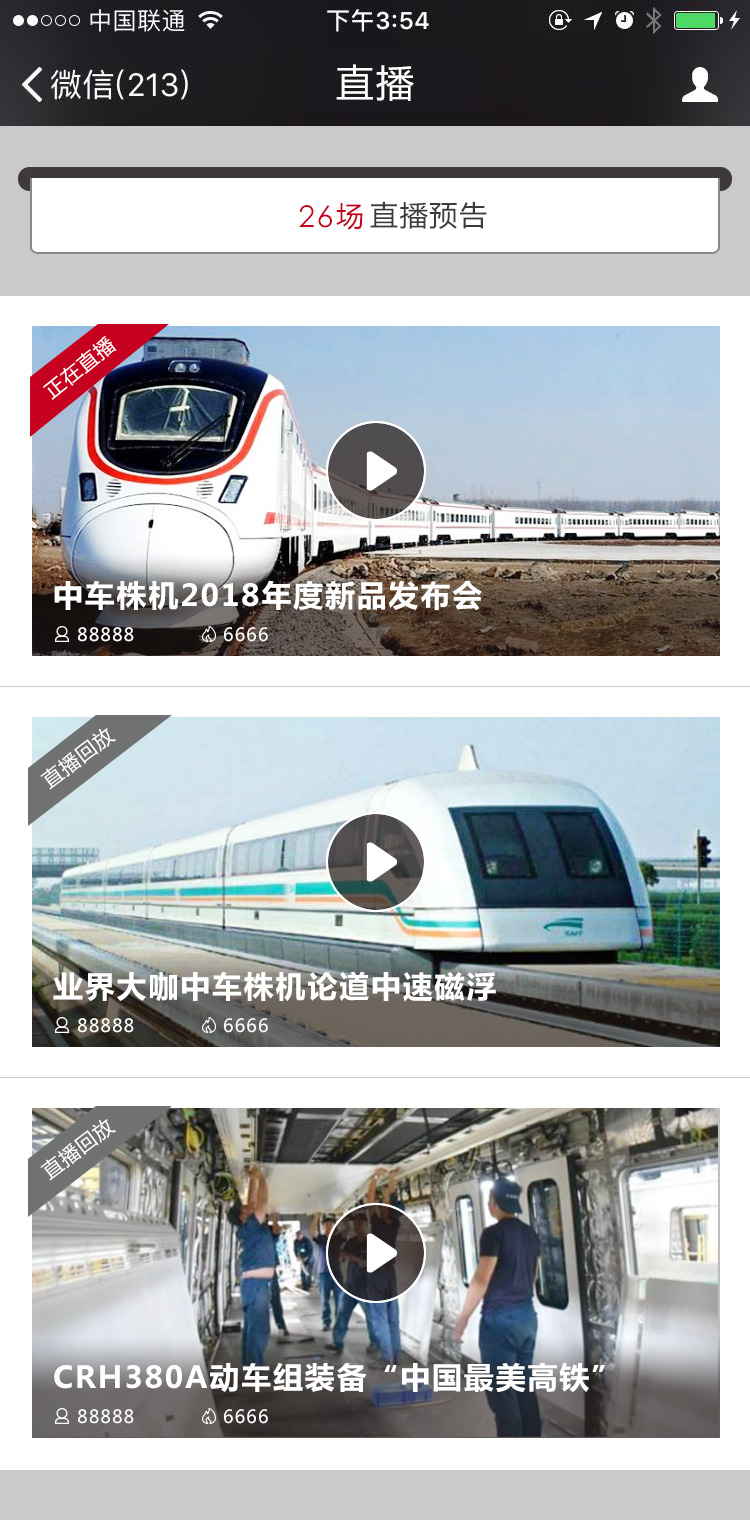 中国联通
下午3:54
微信(213)
直播
26场直播预告
正在直播
中车株机2018年度新品发布会
88888
6666
直播回放
SMT
业界大咖中车株机论道中速磁浮
88888
6666
直播回放
CRH380A动车组装备“中国最美高铁”
88888
6666